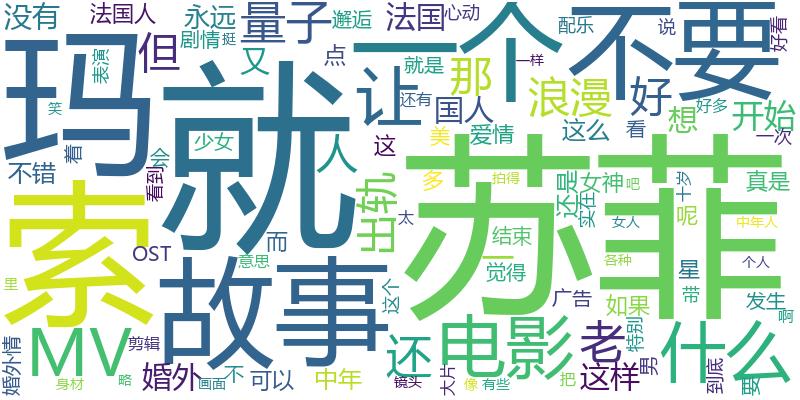 没有
法国人
永远
量子
邂逅
法国
心动
配乐
说
好看
一个
不要
玛
但
剧情
挺
又
点
就是
那
一样
表演
让
还有
国人
浪漫
好
好多
笑
着
就
少女
人
这
美
爱情
这么
看
想
开始
一次
不错
看到
会
多
拍得
还是
女神
吧
十岁
真是
索
苏菲
出轨
太
实在
女人
呢
中年人
OST
而
结束
一
里
意思
故事
这个
觉得
各种
星
个人
广告
如果
带
发生
啊
MV
剪辑
还
电影
老
特别
什么
婚外情
婚外
不
可以
中年
大片
这样
男
到底
要
身材
略
画面
镜头
像
有些
把